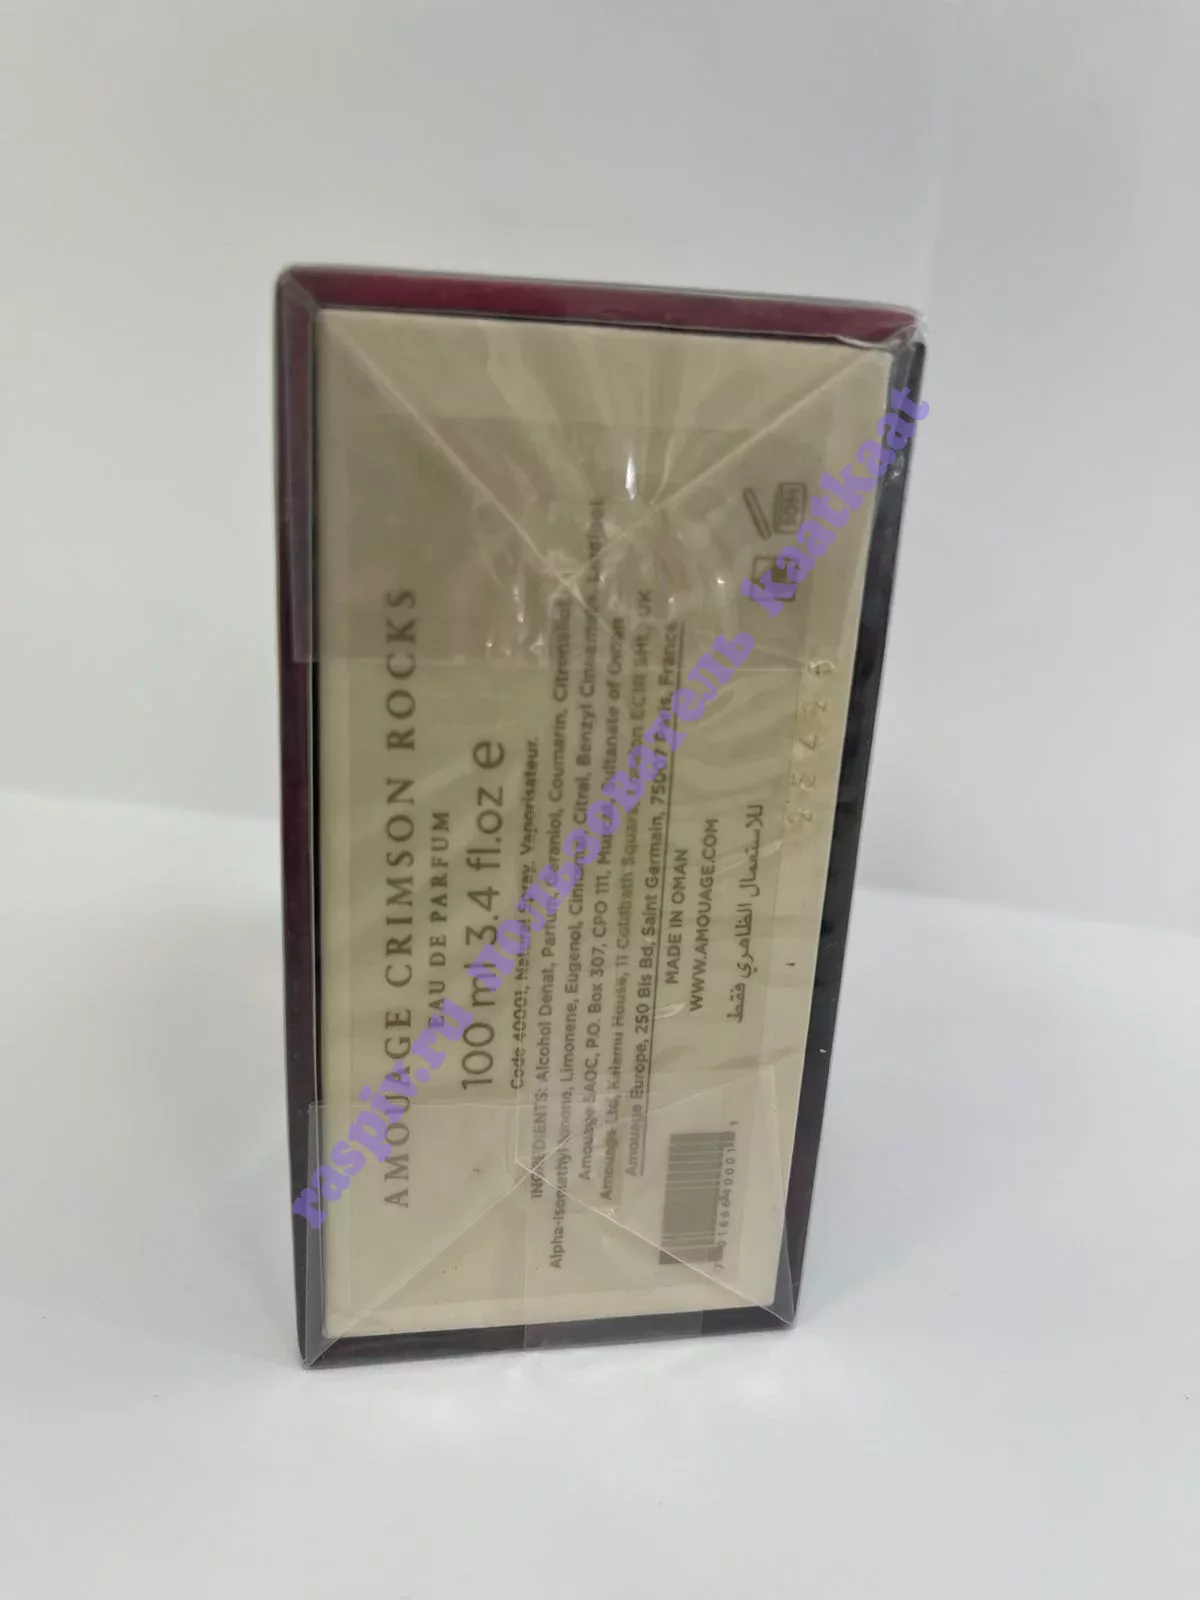 AMOUAGE CRIMSON ROCKS
EAU DE PARFUM
100 ml 3.4 fl.oz e
Code 40001, Natural Spray. Vaporisateur.
INGREDIENTS: Alcohol Denat, Parfum, Geraniol, Coumarin, Citronellol,
Alpha-Isomethyl Ionone, Limonene, Eugenol, Cinnamal, Citral, Benzyl Cinnamate, Linalool.
Amouage SAOC, P.O. Box 307, CPO 111, Muscat, Sultanate of Oman
Amouage Ltd, Kalamu House, 11 Coldbath Square, London EC1R 5HL, UK
Amouage Europe, 250 Bis Bd, Saint Germain, 75007 Paris, France
MADE IN OMAN
WWW.AMOUAGE.COM
للاستعمال الظاهري فقط
raspiv.ru пользователь kaatkaat